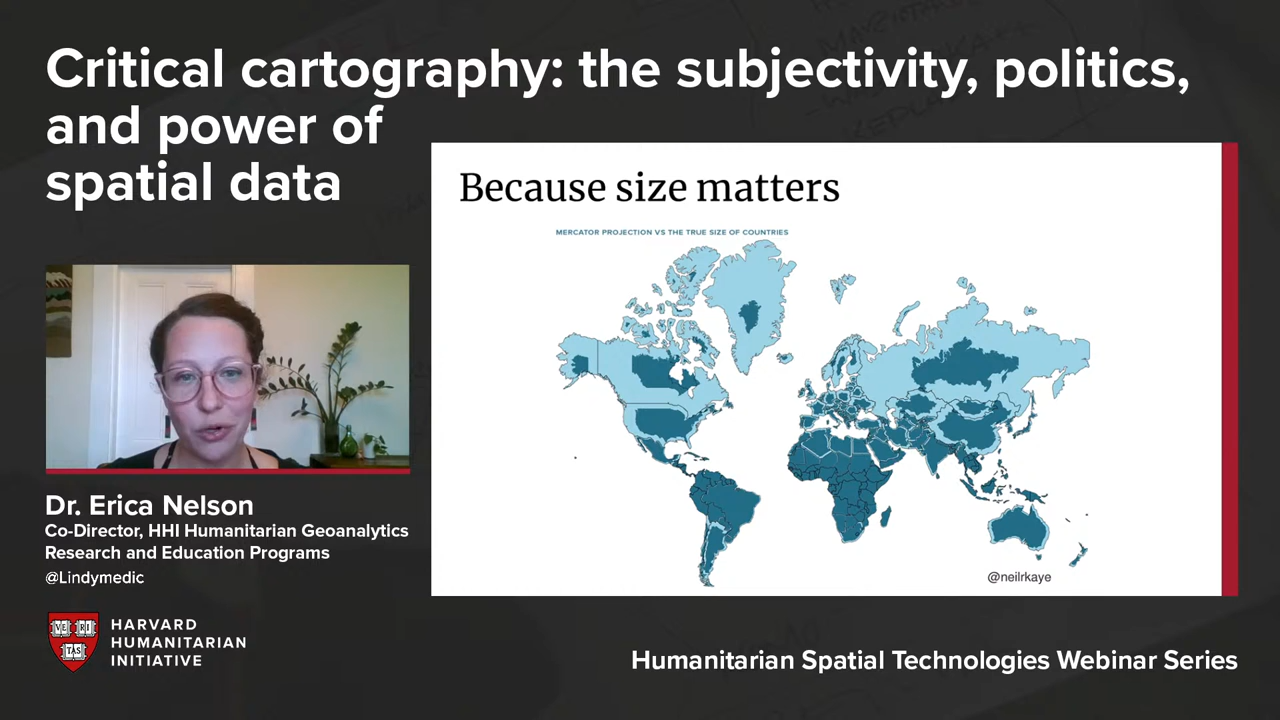 Critical cartography: the subjectivity, politics,
and power of
spatial data
Because size matters
MERCATOR PROJECTION VS THE TRUE SIZE OF COUNTRIES
@neilrkaye
Dr. Erica Nelson
Co-Director, HHI Humanitarian Geoanalytics
Research and Education Programs
@Lindymedic
VE RI
TAS
HARVARD
HUMANITARIAN
INITIATIVE
Humanitarian Spatial Technologies Webinar Series